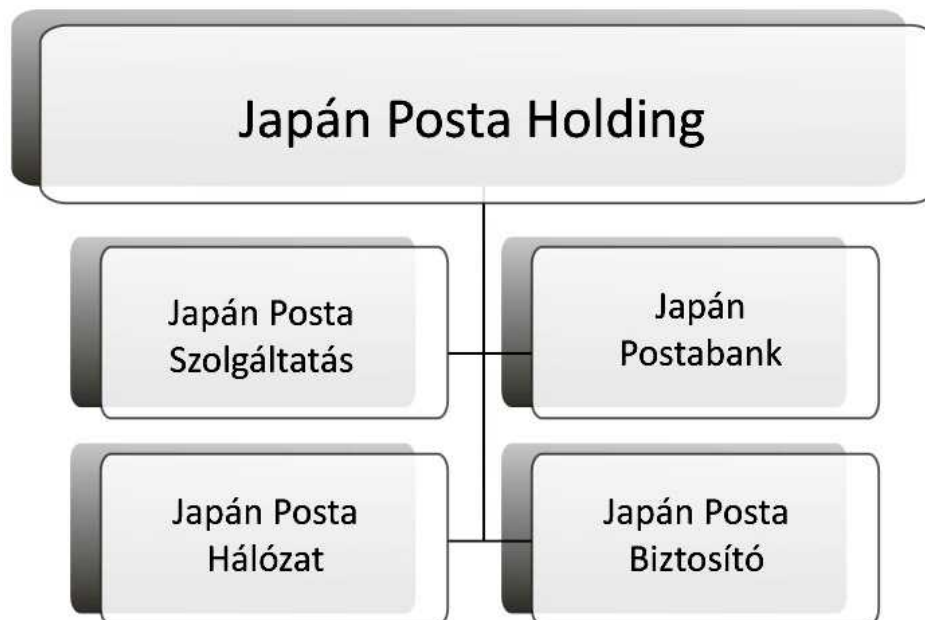 Japán Posta Holding
Japán Posta
Szolgáltatás
Japán
Postabank
Japán Posta
Hálózat
Japán Posta
Biztosító